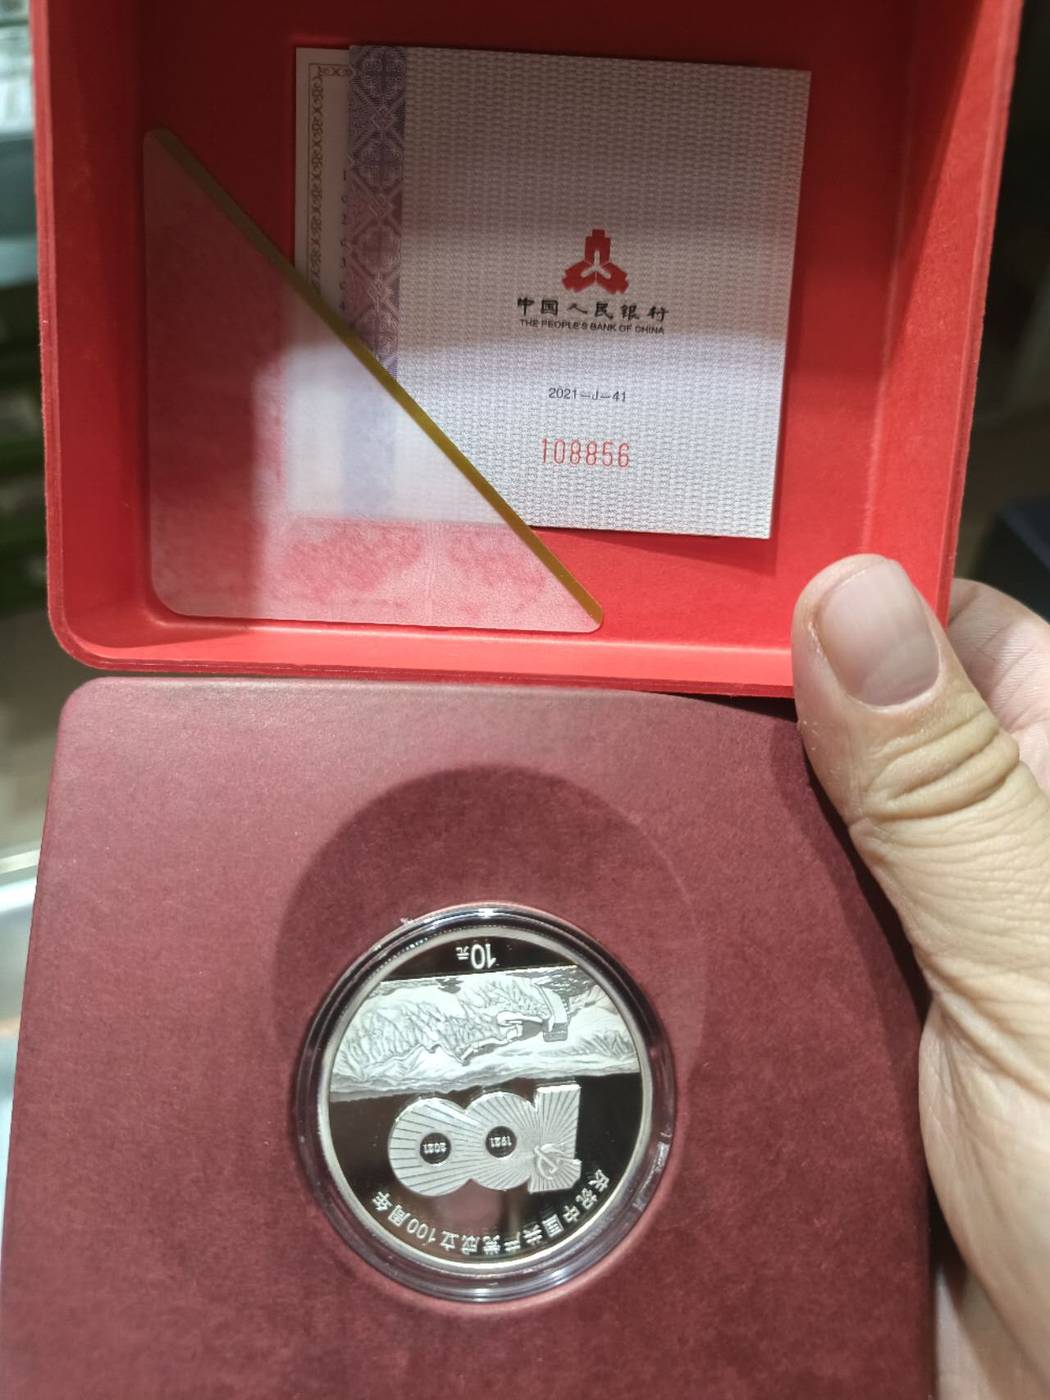 中国人民银行
THE PEOPLE'S BANK OF CHINA
2021-J-41
108856
10元
1921
2021
庆祝中国共产党成立100周年